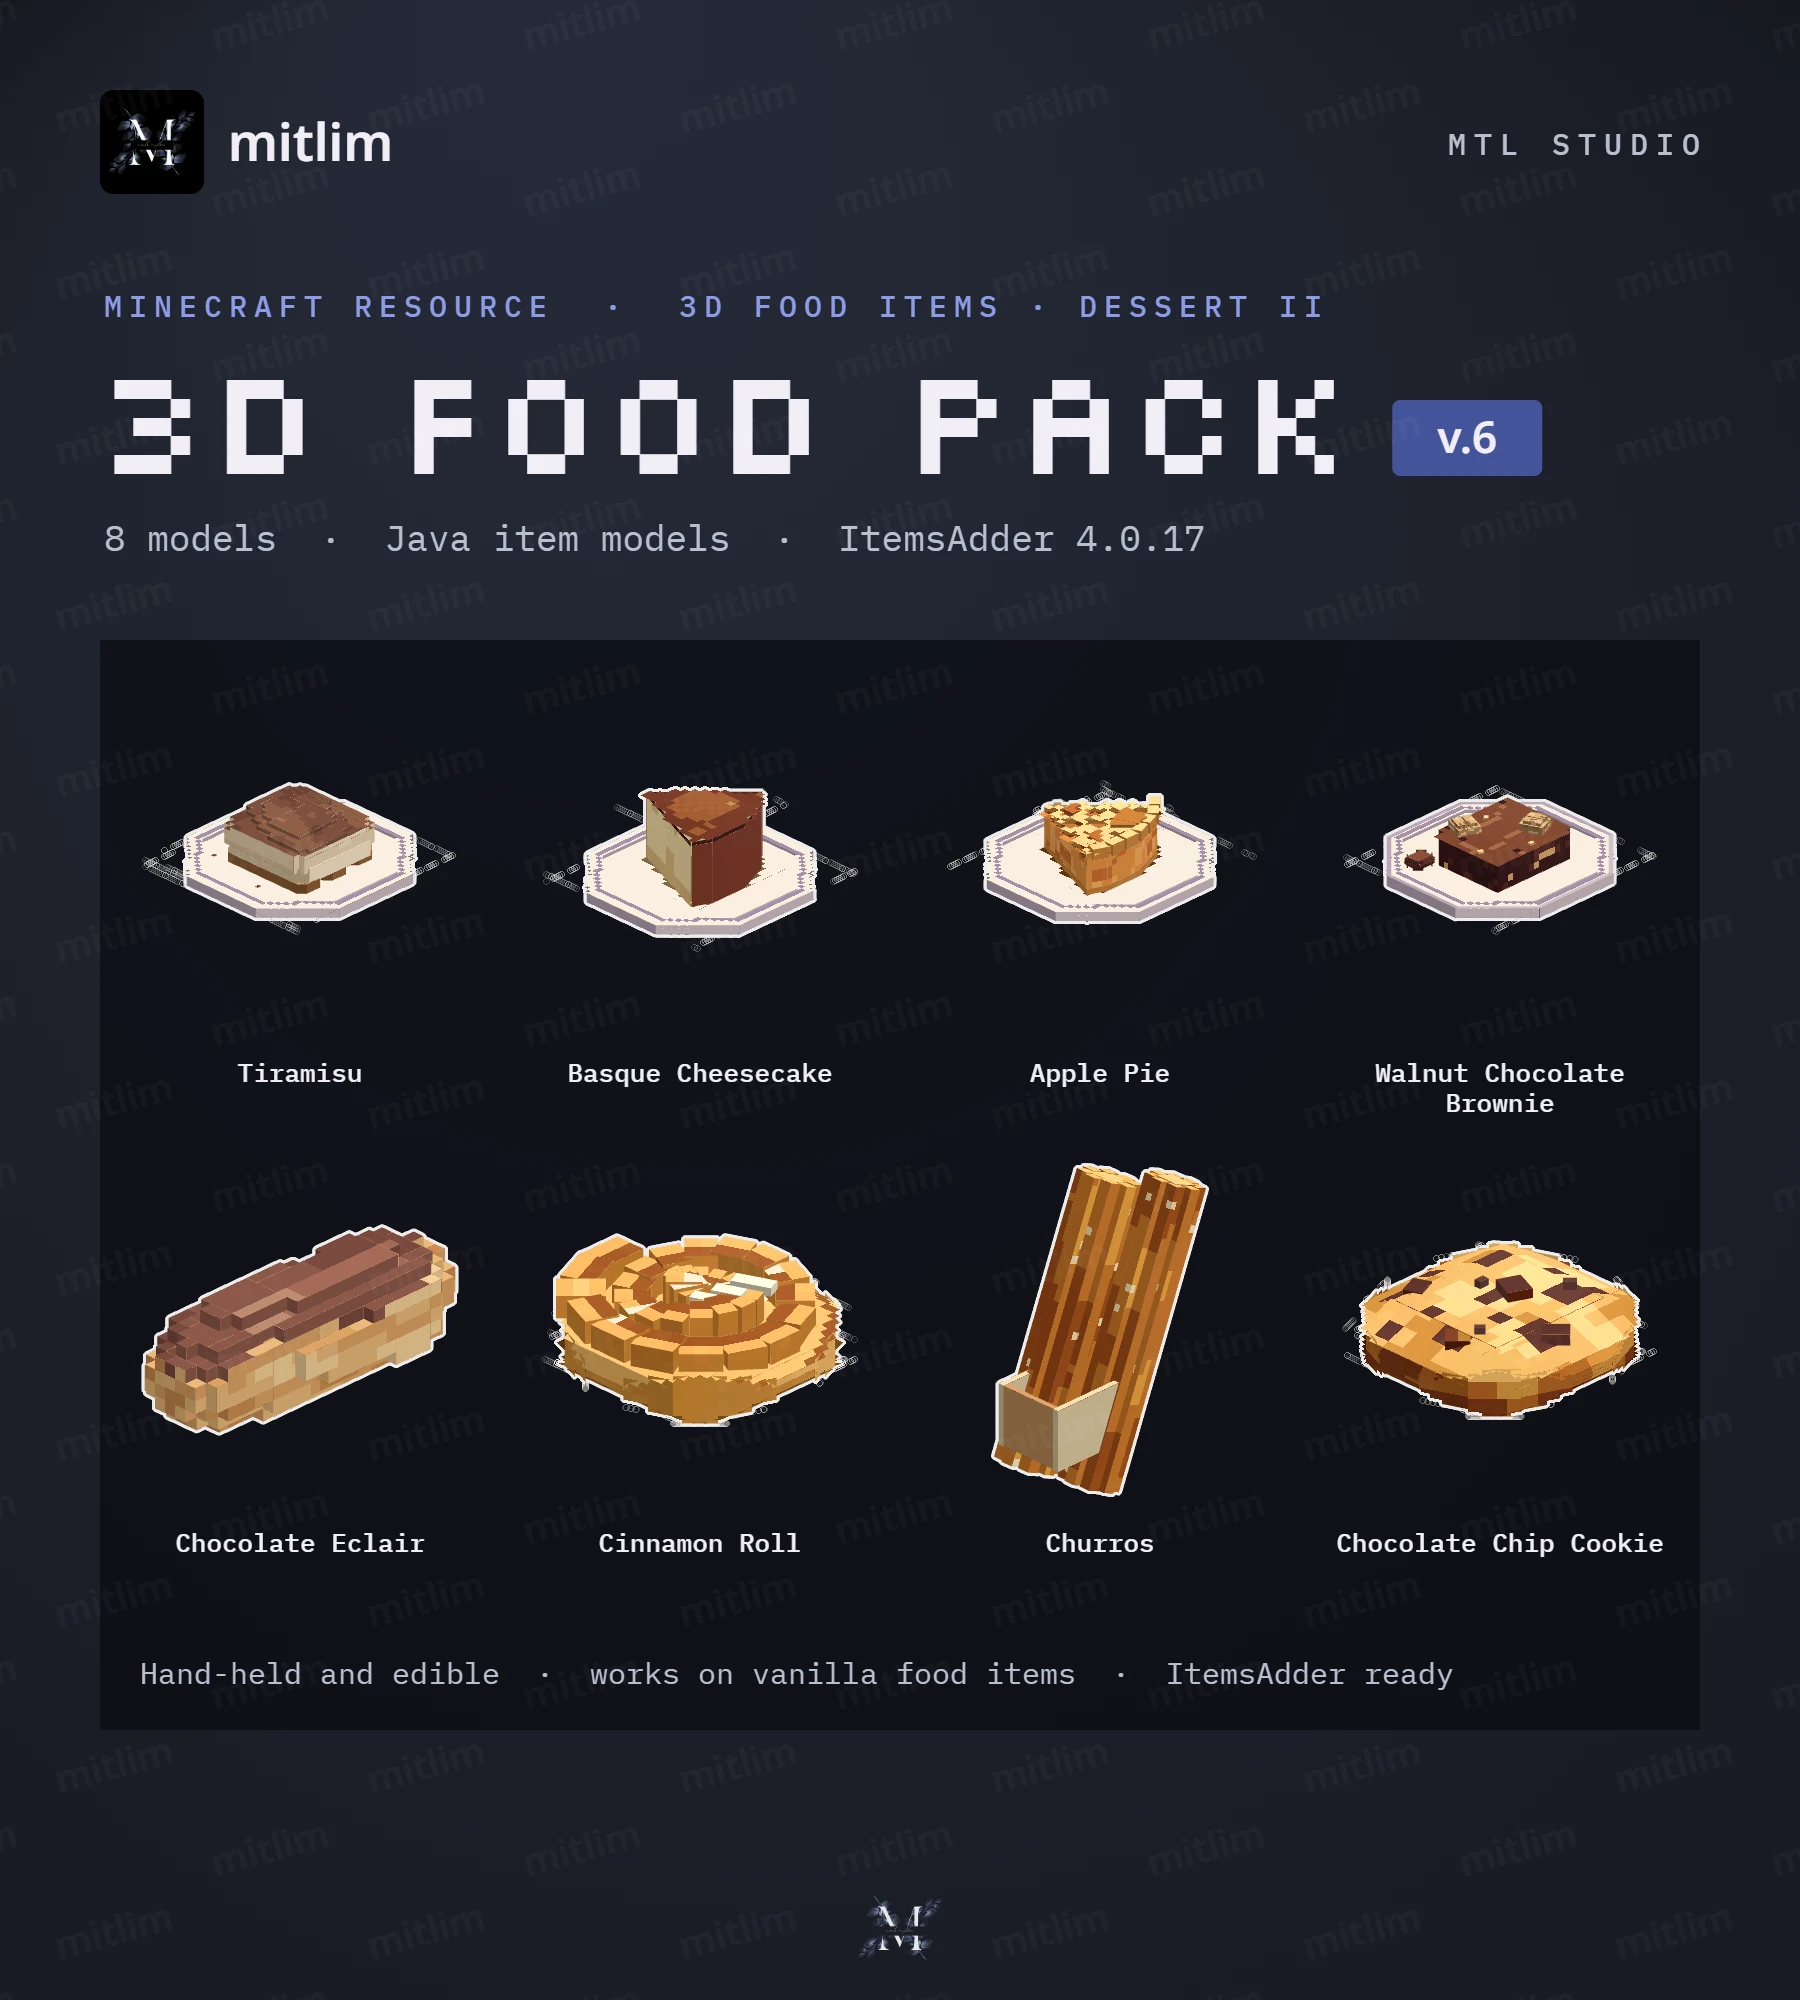 mitlim
MTL STUDIO
MINECRAFT RESOURCE · 3D FOOD ITEMS · DESSERT II
3D FOOD PACK v.6
8 models · Java item models · ItemsAdder 4.0.17
Tiramisu
Basque Cheesecake
Apple Pie
Walnut Chocolate
Brownie
Chocolate Eclair
Cinnamon Roll
Churros
Chocolate Chip Cookie
Hand-held and edible · works on vanilla food items · ItemsAdder ready